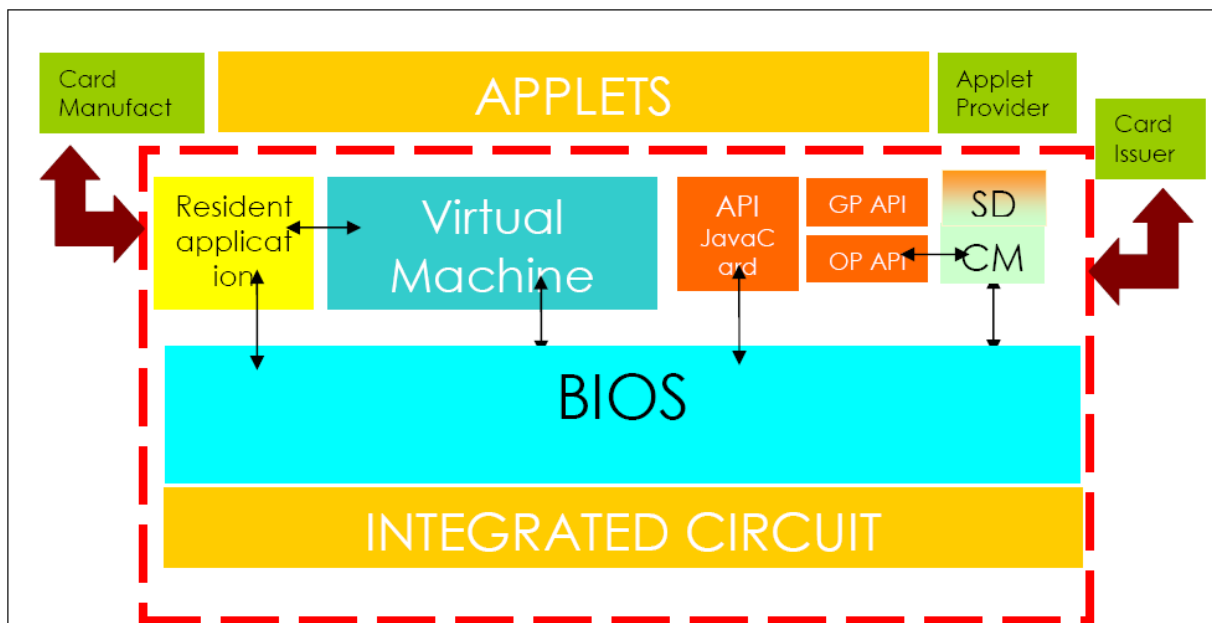 Card
Manufact
APPLETS
Applet
Provider
Card
Issuer
Resident
applicat
ion
Virtual
Machine
API
JavaC
ard
GP API
OP API
SD
CM
BIOS
INTEGRATED CIRCUIT